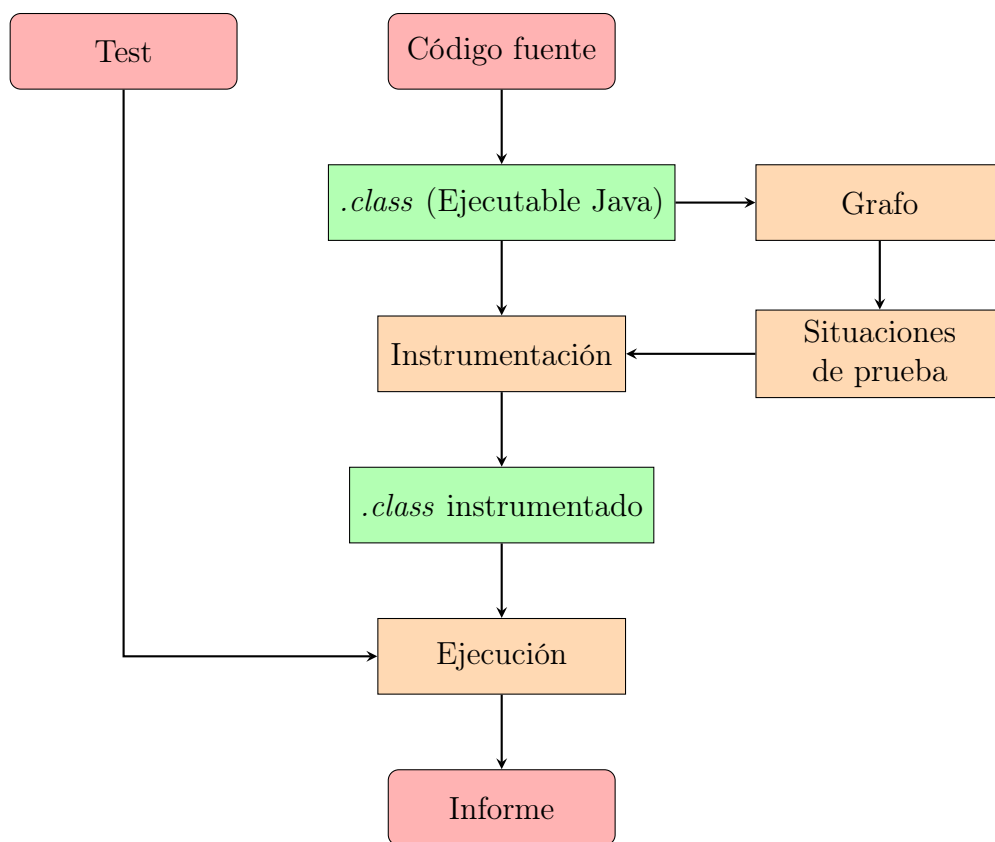 Test
Código fuente
.class (Ejecutable Java)
Grafo
Instrumentación
Situaciones
de prueba
.class instrumentado
Ejecución
Informe